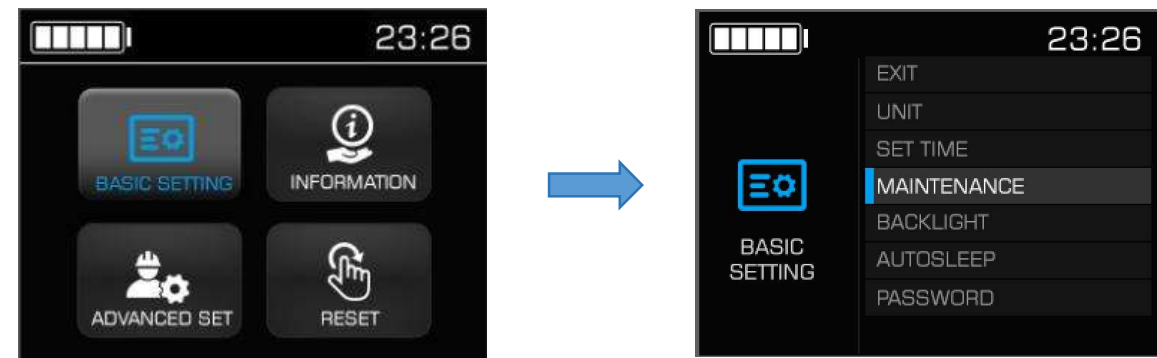 23:26
BASIC SETTING
INFORMATION
ADVANCED SET
RESET
23:26
BASIC
SETTING
EXIT
UNIT
SET TIME
MAINTENANCE
BACKLIGHT
AUTOSLEEP
PASSWORD